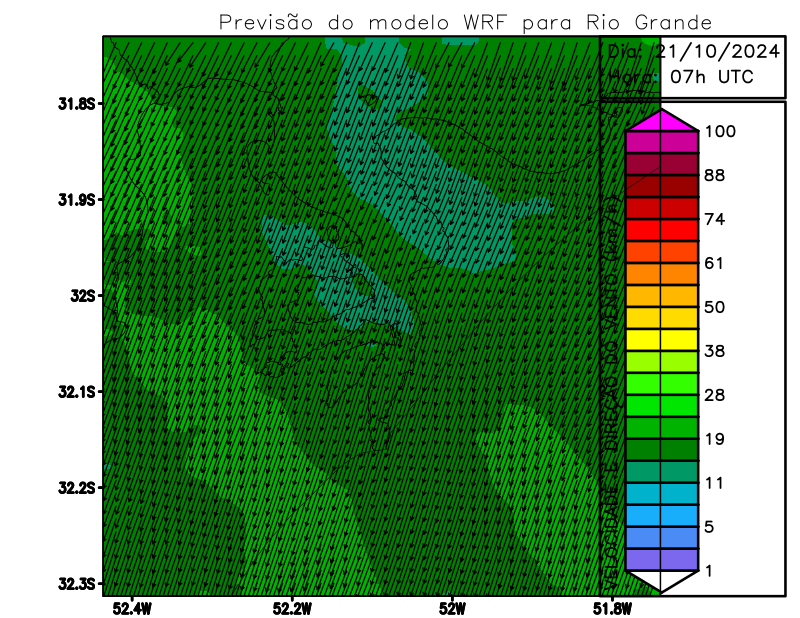 Previsão do modelo WRF para Rio Grande
Dia: 21/10/2024
Hora: 07h UTC
31.8S
31.9S
32S
32.1S
32.2S
32.3S
52.4W
52.2W
52W
51.8W
VELOCIDADE E DIREÇÃO DO VENTO (Km/h)
100
88
74
61
50
38
28
19
11
5
1